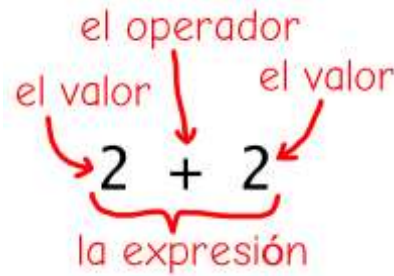 el operador
el valor
el valor
2 + 2
la expresión